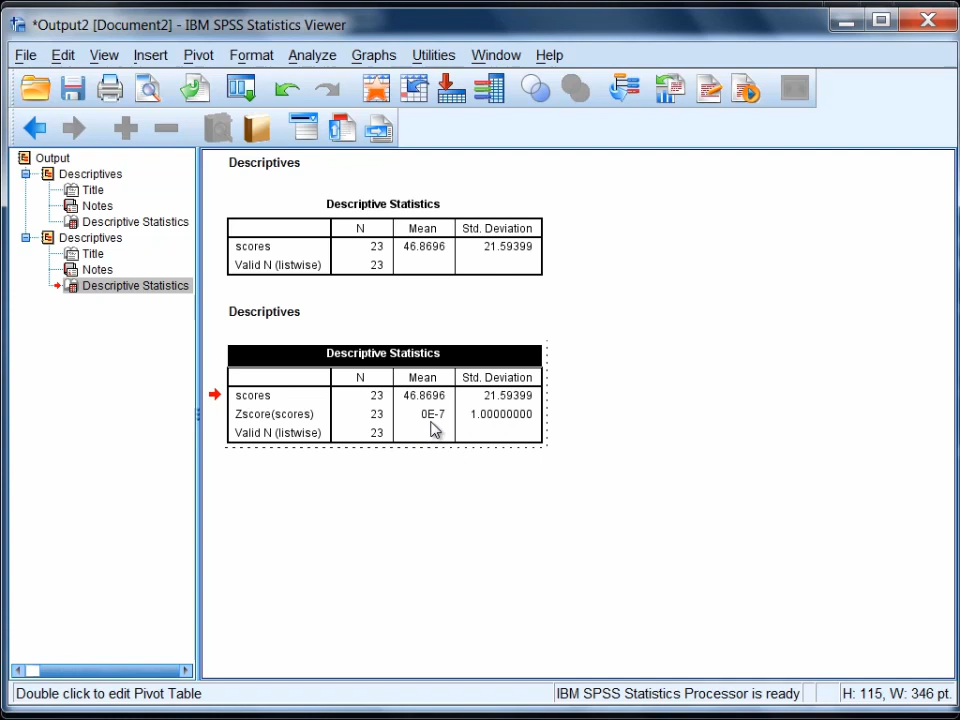 *Output2 [Document2] - IBM SPSS Statistics Viewer
File Edit View Insert Pivot Format Analyze Graphs Utilities Window Help
Output
Descriptives
Title
Notes
Descriptive Statistics
Descriptives
Title
Notes
Descriptive Statistics
Descriptives
Descriptive Statistics
N Mean Std. Deviation
scores 23 46.8696 21.59399
Valid N (listwise) 23
Descriptives
Descriptive Statistics
N Mean Std. Deviation
scores 23 46.8696 21.59399
Zscore(scores) 23 0E-7 1.00000000
Valid N (listwise) 23
Double click to edit Pivot Table IBM SPSS Statistics Processor is ready H: 115, W: 346 pt.